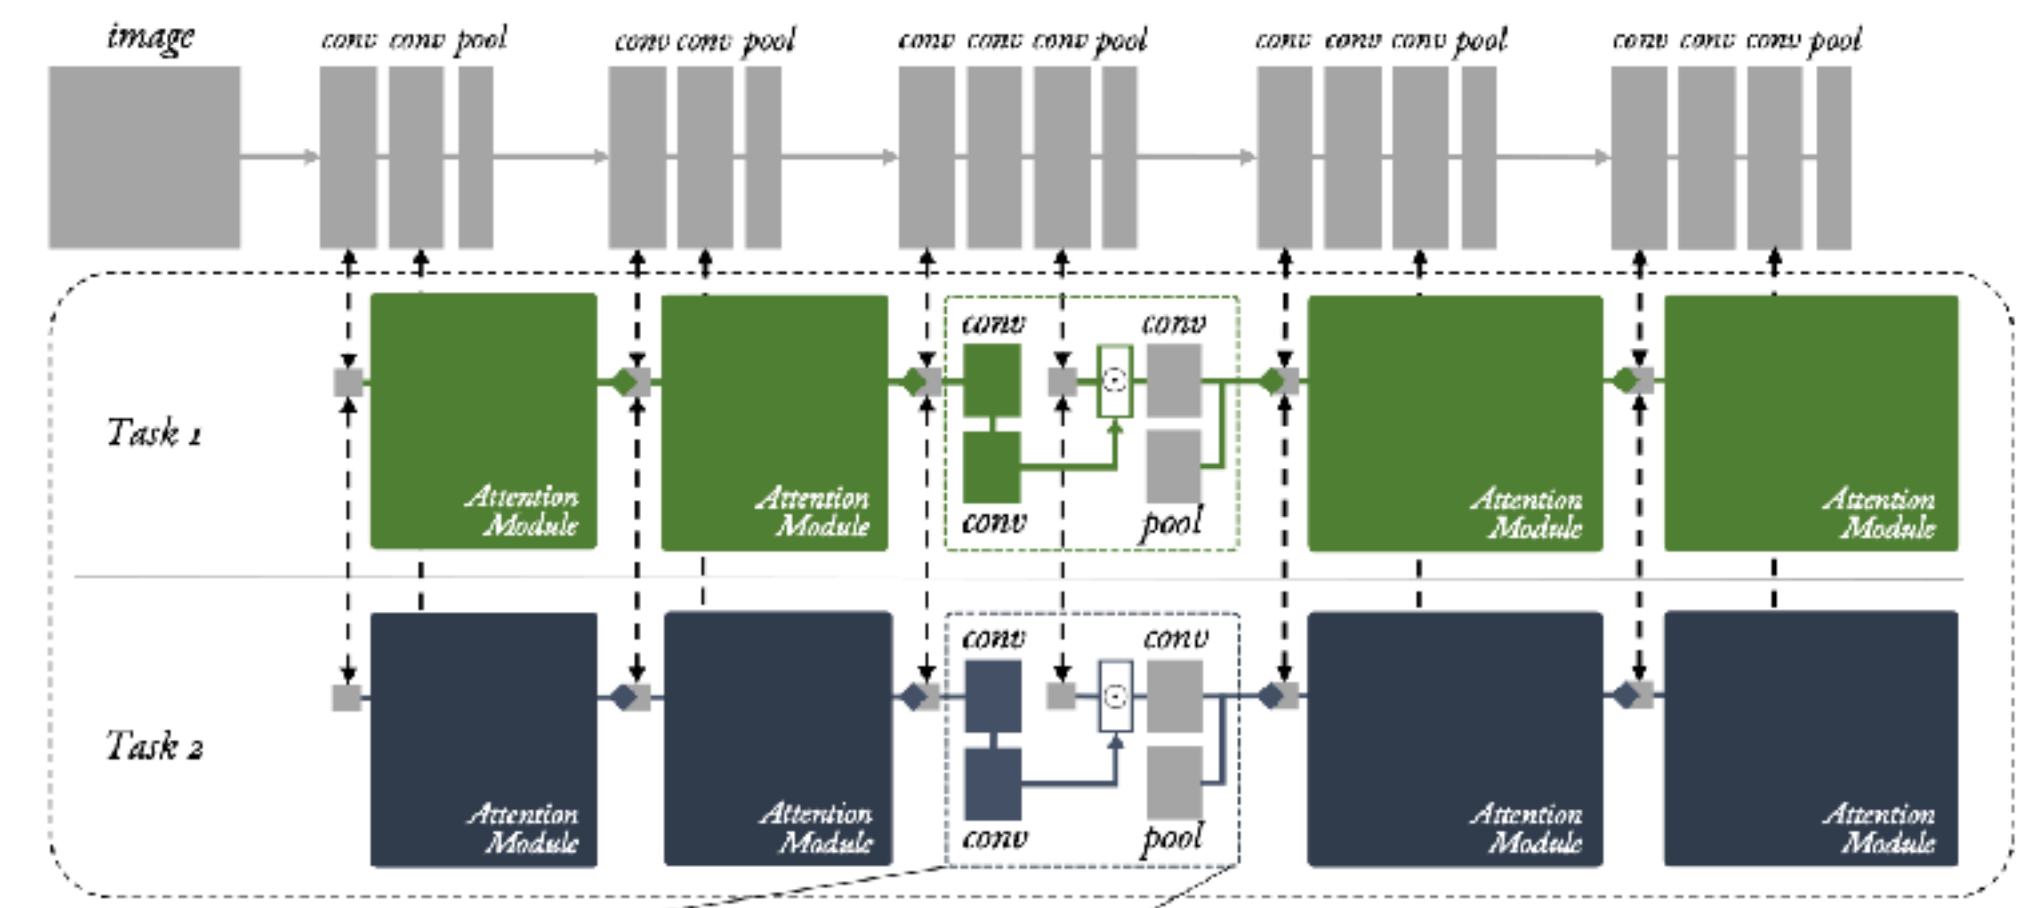 image conv conv pool conv conv pool conv conv conv pool conv conv conv pool conv conv conv pool
conv conv
Task 1
Attention
Module
Attention
Module
conv pool
Attention
Module
Attention
Module
conv conv
Task 2
Attention
Module
Attention
Module
conv pool
Attention
Module
Attention
Module